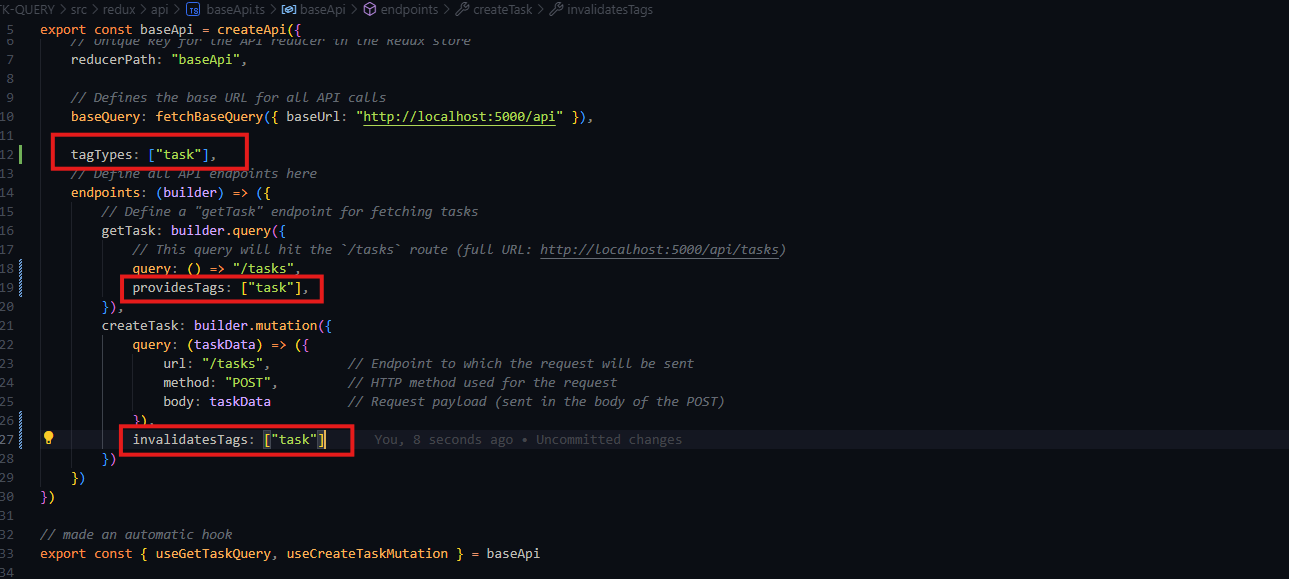 TK-QUERY > src > redux > api > TS baseApi.ts > baseApi > endpoints > createTask > invalidatesTags
5 export const baseApi = createApi({
6 // Unique key for the API reducer in the Redux store
7 reducerPath: "baseApi",
8
9 // Defines the base URL for all API calls
10 baseQuery: fetchBaseQuery({ baseUrl: "http://localhost:5000/api" }),
11
12 tagTypes: ["task"],
13 // Define all API endpoints here
14 endpoints: (builder) => ({
15 // Define a "getTask" endpoint for fetching tasks
16 getTask: builder.query({
17 // This query will hit the `/tasks` route (full URL: http://localhost:5000/api/tasks)
18 query: () => "/tasks",
19 providesTags: ["task"],
20 }),
21 createTask: builder.mutation({
22 query: (taskData) => ({
23 url: "/tasks", // Endpoint to which the request will be sent
24 method: "POST", // HTTP method used for the request
25 body: taskData // Request payload (sent in the body of the POST)
26 }),
27 invalidatesTags: ["task"] You, 8 seconds ago • Uncommitted changes
28 })
29 })
30 })
31
32 // made an automatic hook
33 export const { useGetTaskQuery, useCreateTaskMutation } = baseApi
34